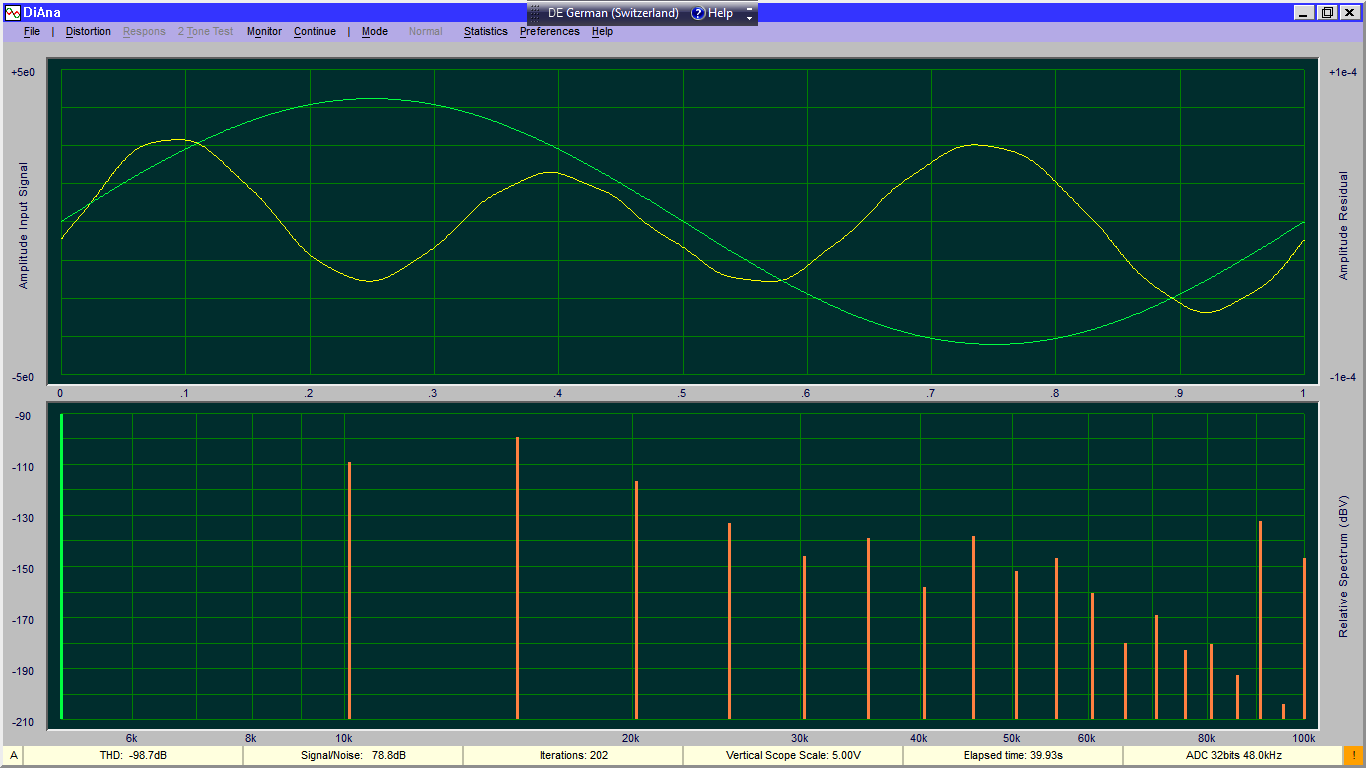 DiAna
DE German (Switzerland) ? Help
File | Distortion Respons 2 Tone Test Monitor Continue | Mode Normal Statistics Preferences Help
+5e0 +1e-4
Amplitude Input Signal
Amplitude Residual
-5e0 -1e-4
0 .1 .2 .3 .4 .5 .6 .7 .8 .9 1
-90
-110
-130
-150
-170
-190
-210
Relative Spectrum (dBV)
6k 8k 10k 20k 30k 40k 50k 60k 80k 100k
A THD: -98.7dB Signal/Noise: 78.8dB Iterations: 202 Vertical Scope Scale: 5.00V Elapsed time: 39.93s ADC 32bits 48.0kHz !